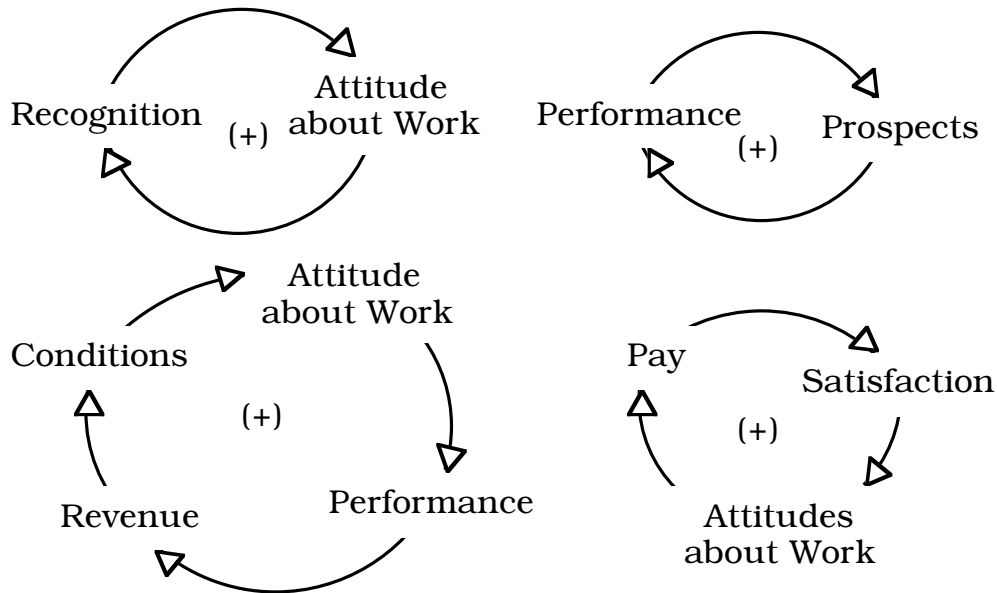 Recognition
(+)
Attitude
about Work
Performance
(+)
Prospects
Attitude
about Work
Conditions
(+)
Revenue
Performance
Pay
Satisfaction
(+)
Attitudes
about Work